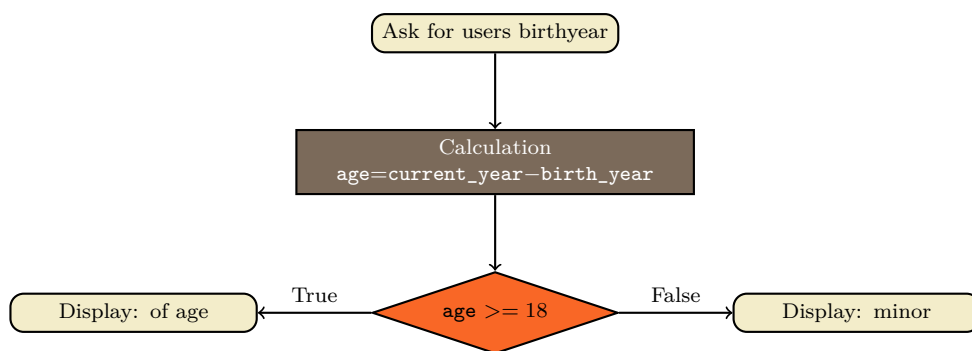 Ask for users birthyear
Calculation
age=current_year−birth_year
True
False
Display: of age
age >= 18
Display: minor